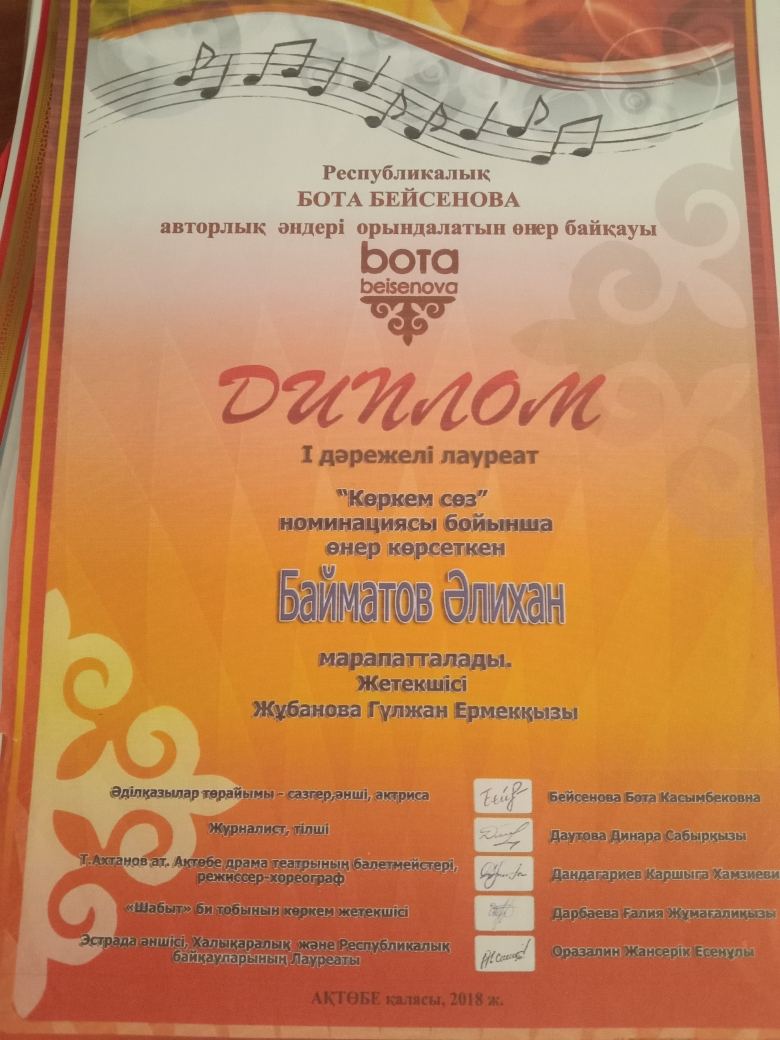 Республикалық
БОТА БЕЙСЕНОВА
авторлық әндері орындалатын өнер байқауы
bота
beisenova
ДИПЛОМ
I дәрежелі лауреат
"Көркем сөз"
номинациясы бойынша
өнер көрсеткен
Байматов Әлихан
марапатталады.
Жетекшісі
Жұбанова Гүлжан Ермекқызы
Әділқазылар төрайымы – сазгер,әнші, актриса
Бейсенова Бота Касымбековна
Журналист, тілші
Даутова Динара Сабырқызы
Т.Ахтанов ат. Ақтөбе драма театрының балетмейстері,
режиссер-хореограф
Дандагариев Каршыга Хамзиеви
«Шабыт» би тобынын көркем жетекшісі
Дарбаева Ғалия Жұмағалиқызы
Эстрада әншісі, Халықаралық және Республикалық
байқауларының Лауреаты
Оразалин Жансерік Есенұлы
АҚТӨБЕ қаласы, 2018 ж.